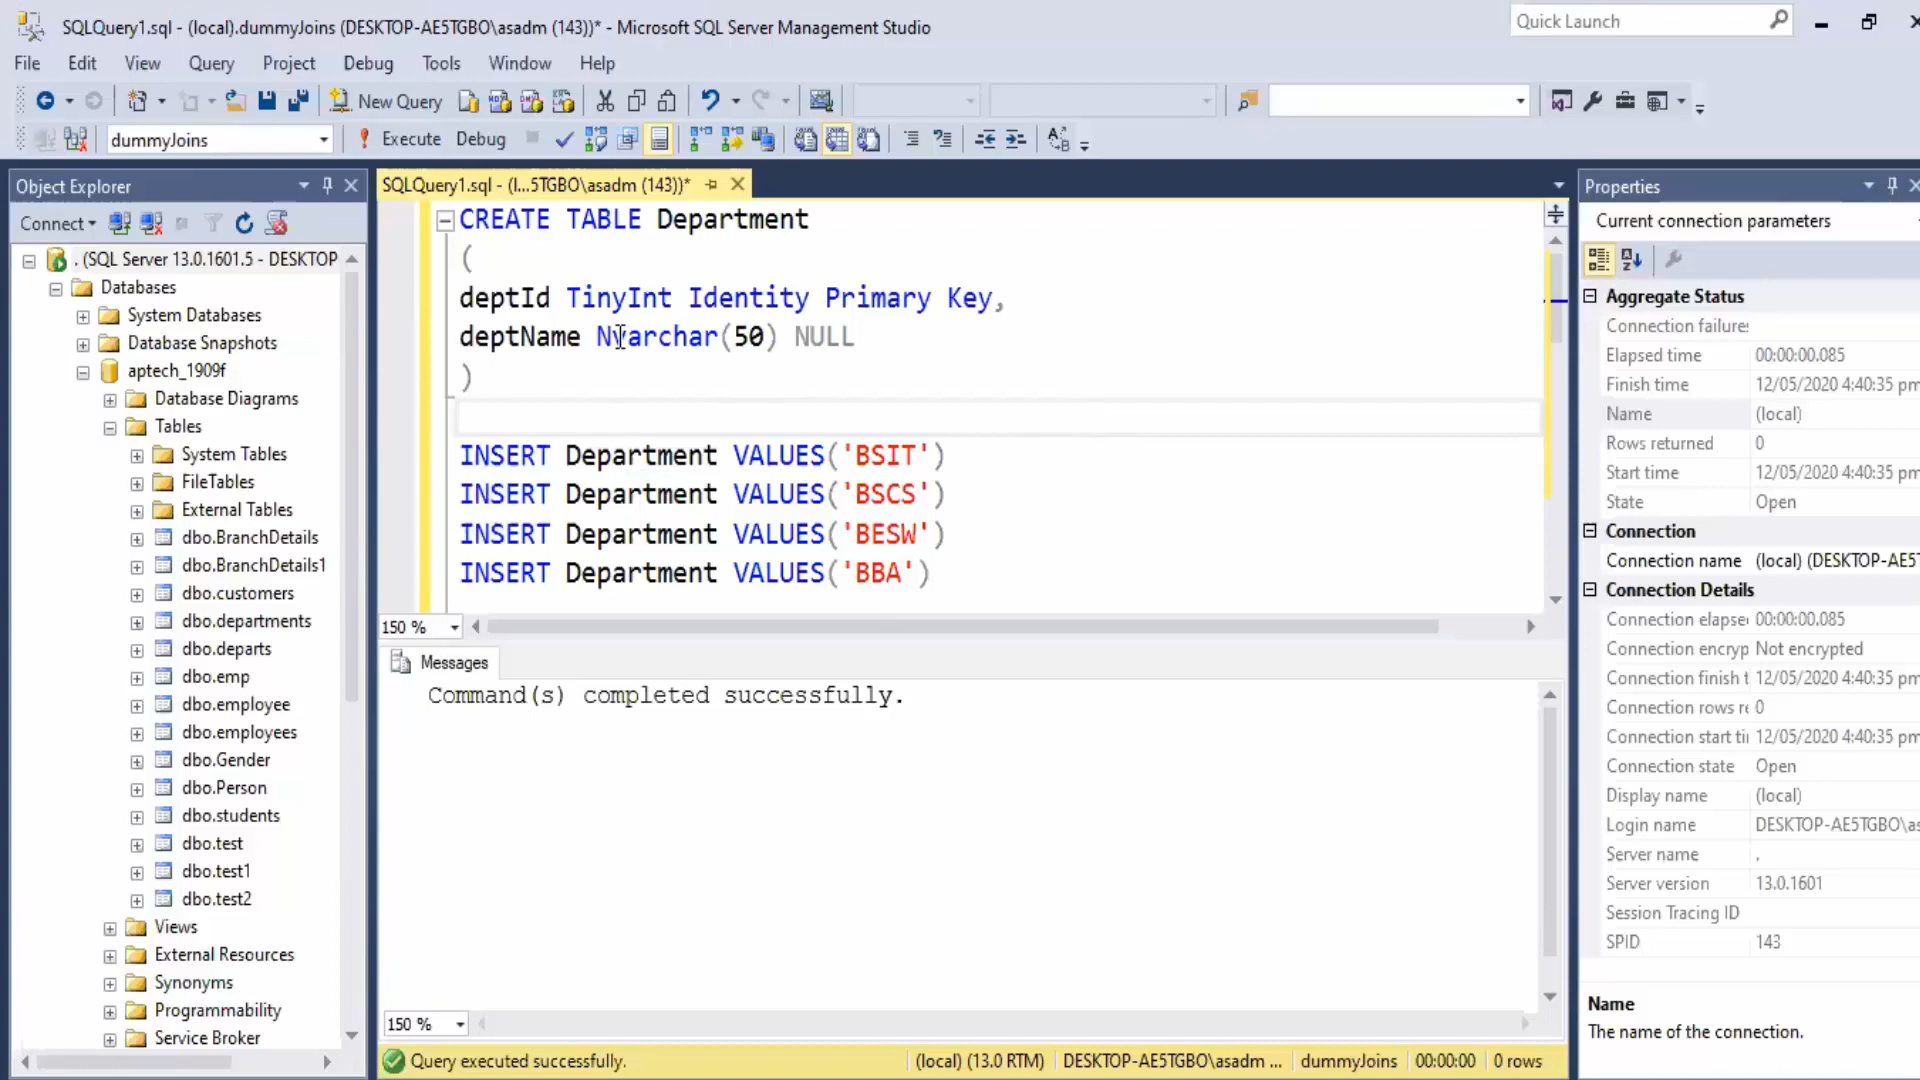 SQLQuery1.sql - (local).dummyJoins (DESKTOP-AE5TGBO\asadm (143))* - Microsoft SQL Server Management Studio
Quick Launch
File Edit View Query Project Debug Tools Window Help
New Query
dummyJoins Execute Debug
Object Explorer
Connect
. (SQL Server 13.0.1601.5 - DESKTOP
Databases
System Databases
Database Snapshots
aptech_1909f
Database Diagrams
Tables
System Tables
FileTables
External Tables
dbo.BranchDetails
dbo.BranchDetails1
dbo.customers
dbo.departments
dbo.departs
dbo.emp
dbo.employee
dbo.employees
dbo.Gender
dbo.Person
dbo.students
dbo.test
dbo.test1
dbo.test2
Views
External Resources
Synonyms
Programmability
Service Broker
SQLQuery1.sql - (l...5TGBO\asadm (143))*
CREATE TABLE Department
(
deptId TinyInt Identity Primary Key,
deptName Nvarchar(50) NULL
)
INSERT Department VALUES('BSIT')
INSERT Department VALUES('BSCS')
INSERT Department VALUES('BESW')
INSERT Department VALUES('BBA')
150 %
Messages
Command(s) completed successfully.
150 %
Query executed successfully. (local) (13.0 RTM) DESKTOP-AE5TGBO\asadm ... dummyJoins 00:00:00 0 rows
Properties
Current connection parameters
Aggregate Status
Connection failures
Elapsed time 00:00:00.085
Finish time 12/05/2020 4:40:35 pm
Name (local)
Rows returned 0
Start time 12/05/2020 4:40:35 pm
State Open
Connection
Connection name (local) (DESKTOP-AE5
Connection Details
Connection elapse 00:00:00.085
Connection encryp Not encrypted
Connection finish t 12/05/2020 4:40:35 pm
Connection rows re 0
Connection start ti 12/05/2020 4:40:35 pm
Connection state Open
Display name (local)
Login name DESKTOP-AE5TGBO\as
Server name .
Server version 13.0.1601
Session Tracing ID
SPID 143
Name
The name of the connection.